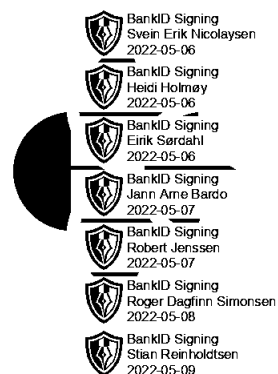 BankID Signing
Svein Erik Nicolaysen
2022-05-06
BankID Signing
Heidi Holmøy
2022-05-06
BankID Signing
Eirik Sørdahl
2022-05-06
BankID Signing
Jann Arne Bardo
2022-05-07
BankID Signing
Robert Jenssen
2022-05-07
BankID Signing
Roger Dagfinn Simonsen
2022-05-08
BankID Signing
Stian Reinholdtsen
2022-05-09